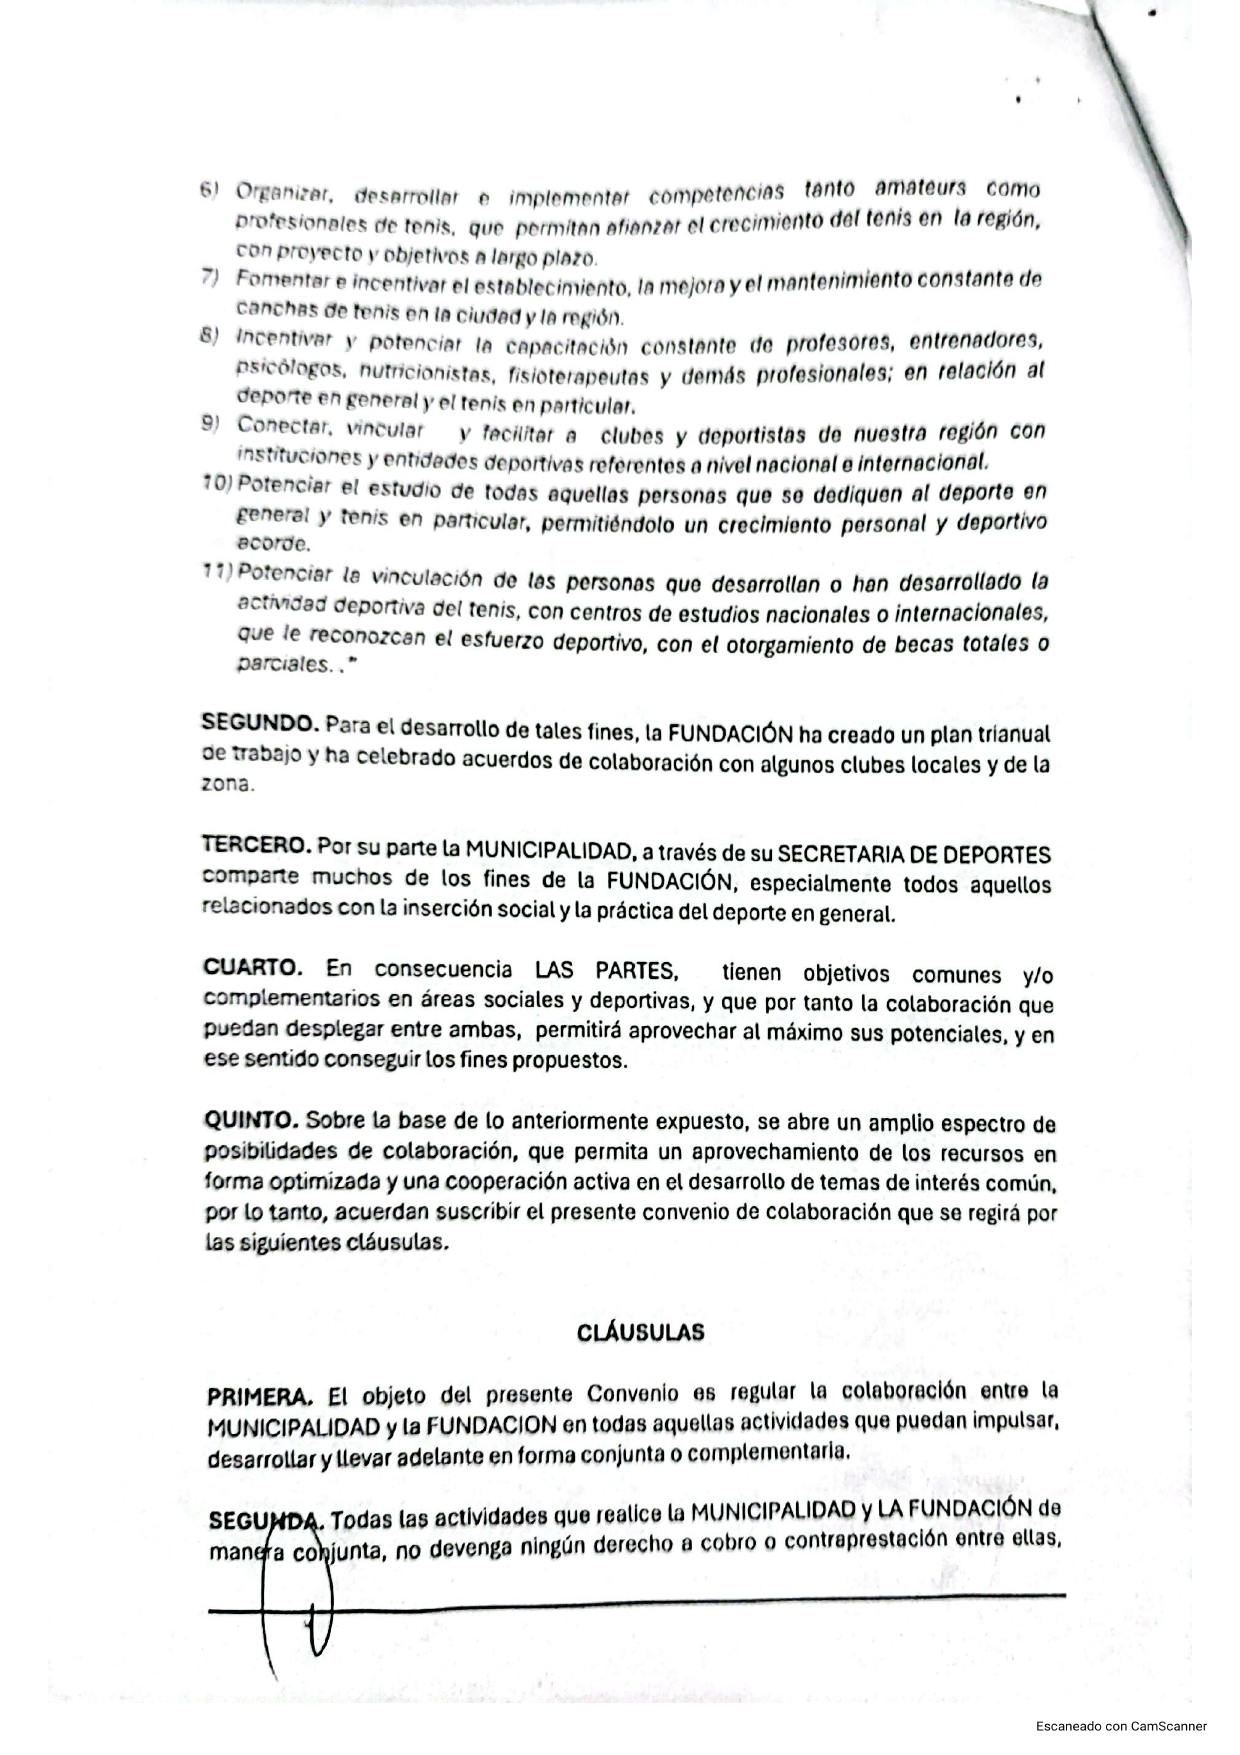 6) Organizar, desarrollar e implementar competencias tanto amateurs como
profesionales de tenis, que permitan afianzar el crecimiento del tenis en la región,
con proyecto y objetivos a largo plazo.
7) Fomentar e incentivar el establecimiento, la mejora y el mantenimiento constante de
canchas de tenis en la ciudad y la región.
8) Incentivar y potenciar la capacitación constante de profesores, entrenadores,
psicólogos, nutricionistas, fisioterapeutas y demás profesionales; en relación al
deporte en general y el tenis en particular.
9) Conectar, vincular y facilitar a clubes y deportistas de nuestra región con
instituciones y entidades deportivas referentes a nivel nacional e internacional.
10) Potenciar el estudio de todas aquellas personas que se dediquen al deporte en
general y tenis en particular, permitiéndolo un crecimiento personal y deportivo
acorde.
11) Potenciar la vinculación de las personas que desarrollan o han desarrollado la
actividad deportiva del tenis, con centros de estudios nacionales o internacionales,
que le reconozcan el esfuerzo deportivo, con el otorgamiento de becas totales o
parciales. . "
SEGUNDO. Para el desarrollo de tales fines, la FUNDACIÓN ha creado un plan trianual
de trabajo y ha celebrado acuerdos de colaboración con algunos clubes locales y de la
zona.
TERCERO. Por su parte la MUNICIPALIDAD, a través de su SECRETARIA DE DEPORTES
comparte muchos de los fines de la FUNDACIÓN, especialmente todos aquellos
relacionados con la inserción social y la práctica del deporte en general.
CUARTO. En consecuencia LAS PARTES, tienen objetivos comunes y/o
complementarios en áreas sociales y deportivas, y que por tanto la colaboración que
puedan desplegar entre ambas, permitirá aprovechar al máximo sus potenciales, y en
ese sentido conseguir los fines propuestos.
QUINTO. Sobre la base de lo anteriormente expuesto, se abre un amplio espectro de
posibilidades de colaboración, que permita un aprovechamiento de los recursos en
forma optimizada y una cooperación activa en el desarrollo de temas de interés común,
por lo tanto, acuerdan suscribir el presente convenio de colaboración que se regirá por
las siguientes cláusulas.
CLÁUSULAS
PRIMERA. El objeto del presente Convenio es regular la colaboración entre la
MUNICIPALIDAD y la FUNDACION en todas aquellas actividades que puedan impulsar,
desarrollar y llevar adelante en forma conjunta o complementaria.
SEGUNDA. Todas las actividades que realice la MUNICIPALIDAD y LA FUNDACIÓN de
manera conjunta, no devenga ningún derecho a cobro o contraprestación entre ellas,
Escaneado con CamScanner